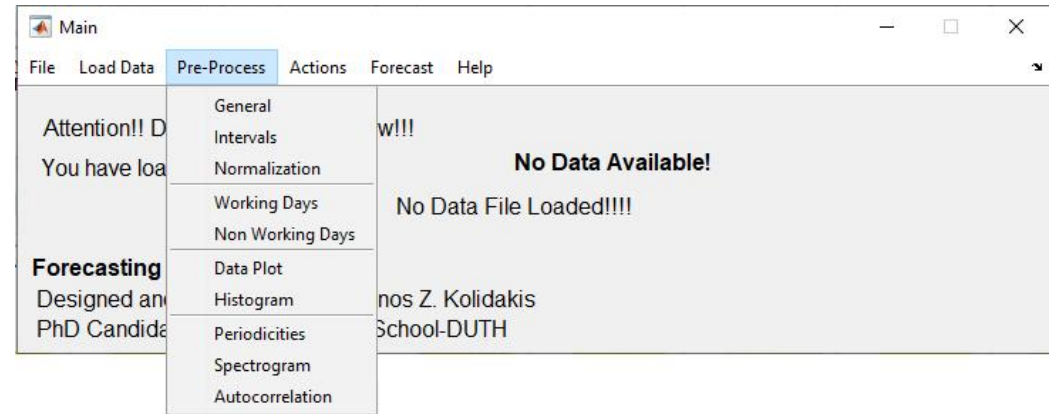 Main
File Load Data Pre-Process Actions Forecast Help
General
Intervals
Normalization
Working Days
Non Working Days
Data Plot
Histogram
Periodicities
Spectrogram
Autocorrelation
Attention!! D w!!!
You have loa No Data Available!
No Data File Loaded!!!!
Forecasting
Designed an nos Z. Kolidakis
PhD Candida School-DUTH